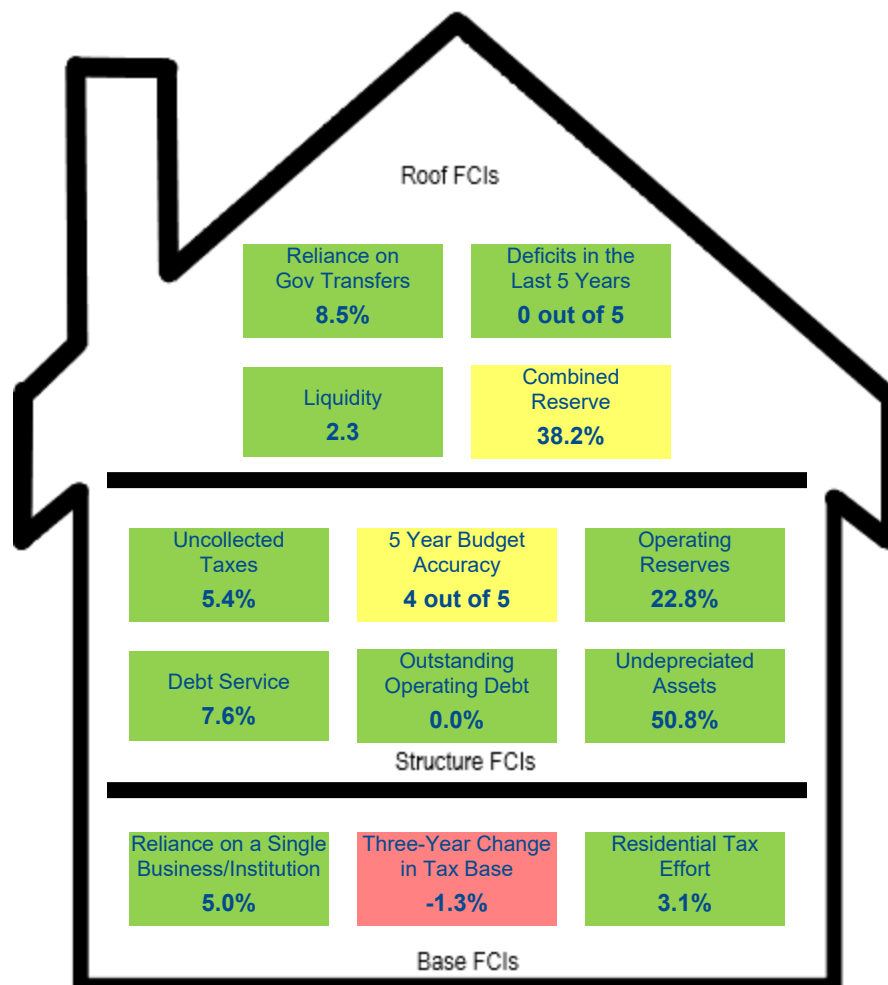 Roof FCIs
Reliance on
Gov Transfers
8.5%
Deficits in the
Last 5 Years
0 out of 5
Liquidity
2.3
Combined
Reserve
38.2%
Uncollected
Taxes
5.4%
5 Year Budget
Accuracy
4 out of 5
Operating
Reserves
22.8%
Debt Service
7.6%
Outstanding
Operating Debt
0.0%
Undepreciated
Assets
50.8%
Structure FCIs
Reliance on a Single
Business/Institution
5.0%
Three-Year Change
in Tax Base
-1.3%
Residential Tax
Effort
3.1%
Base FCIs